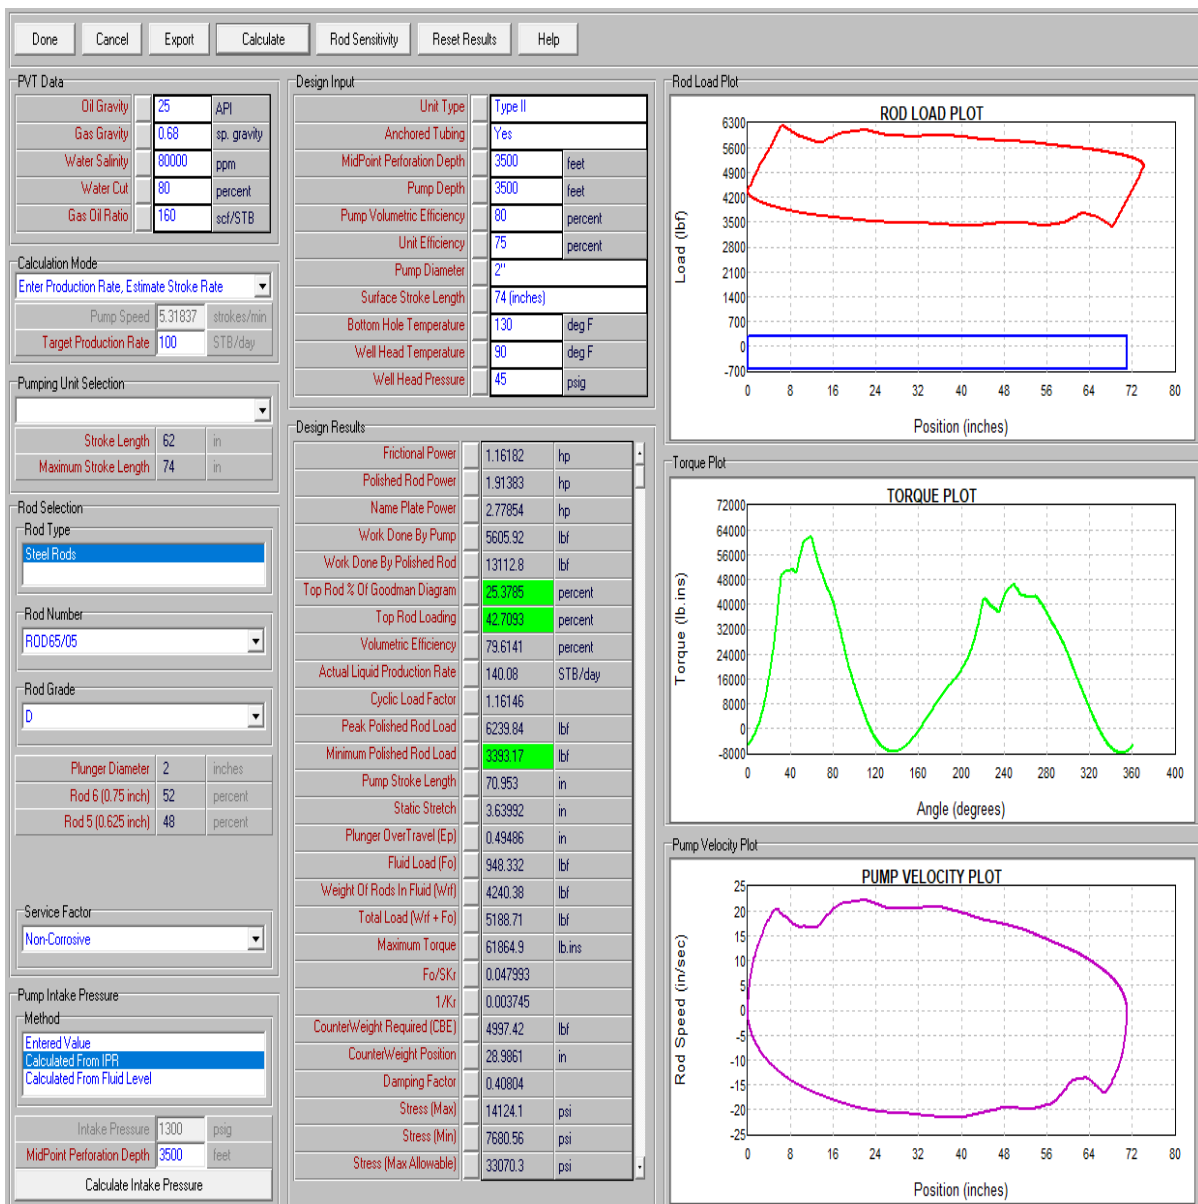 Done Cancel Export Calculate Rod Sensitivity Reset Results Help
PVT Data
Oil Gravity 25 API
Gas Gravity 0.68 sp. gravity
Water Salinity 80000 ppm
Water Cut 80 percent
Gas Oil Ratio 160 scf/STB
Calculation Mode
Enter Production Rate, Estimate Stroke Rate
Pump Speed 5.31837 strokes/min
Target Production Rate 100 STB/day
Pumping Unit Selection
Stroke Length 62 in
Maximum Stroke Length 74 in
Rod Selection
Rod Type
Steel Rods
Rod Number
ROD65/05
Rod Grade
D
Plunger Diameter 2 inches
Rod 6 (0.75 inch) 52 percent
Rod 5 (0.625 inch) 48 percent
Service Factor
Non-Corrosive
Pump Intake Pressure
Method
Entered Value
Calculated From IPR
Calculated From Fluid Level
Intake Pressure 1300 psig
MidPoint Perforation Depth 3500 feet
Calculate Intake Pressure
Design Input
Unit Type Type II
Anchored Tubing Yes
MidPoint Perforation Depth 3500 feet
Pump Depth 3500 feet
Pump Volumetric Efficiency 80 percent
Unit Efficiency 75 percent
Pump Diameter 2"
Surface Stroke Length 74 (inches)
Bottom Hole Temperature 130 deg F
Well Head Temperature 90 deg F
Well Head Pressure 45 psig
Design Results
Frictional Power 1.16182 hp
Polished Rod Power 1.91383 hp
Name Plate Power 2.77854 hp
Work Done By Pump 5605.92 lbf
Work Done By Polished Rod 13112.8 lbf
Top Rod % Of Goodman Diagram 25.3785 percent
Top Rod Loading 42.7093 percent
Volumetric Efficiency 79.6141 percent
Actual Liquid Production Rate 140.08 STB/day
Cyclic Load Factor 1.16146
Peak Polished Rod Load 6239.84 lbf
Minimum Polished Rod Load 3393.17 lbf
Pump Stroke Length 70.953 in
Static Stretch 3.63992 in
Plunger OverTravel (Ep) 0.49486 in
Fluid Load (Fo) 948.332 lbf
Weight Of Rods In Fluid (Wrf) 4240.38 lbf
Total Load (Wrf + Fo) 5188.71 lbf
Maximum Torque 61864.9 lb.ins
Fo/SKr 0.047993
1/Kr 0.003745
CounterWeight Required (CBE) 4997.42 lbf
CounterWeight Position 28.9861 in
Damping Factor 0.40804
Stress (Max) 14124.1 psi
Stress (Min) 7680.56 psi
Stress (Max Allowable) 33070.3 psi
Rod Load Plot
ROD LOAD PLOT
6300
5600
4900
4200
3500
2800
2100
1400
700
0
-700
Load (lbf)
0 8 16 24 32 40 48 56 64 72 80
Position (inches)
Torque Plot
TORQUE PLOT
72000
64000
56000
48000
40000
32000
24000
16000
8000
0
-8000
Torque (lb.ins)
0 40 80 120 160 200 240 280 320 360 400
Angle (degrees)
Pump Velocity Plot
PUMP VELOCITY PLOT
25
20
15
10
5
0
-5
-10
-15
-20
-25
Rod Speed (in/sec)
0 8 16 24 32 40 48 56 64 72 80
Position (inches)